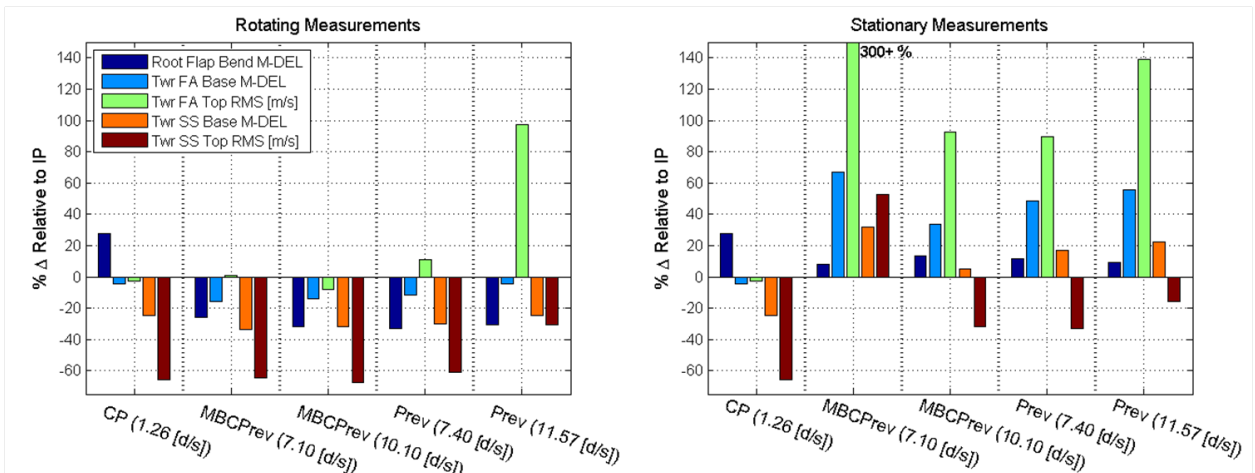 Rotating Measurements
% Δ Relative to IP
140
120
100
80
60
40
20
0
-20
-40
-60
Root Flap Bend M-DEL
Twr FA Base M-DEL
Twr FA Top RMS [m/s]
Twr SS Base M-DEL
Twr SS Top RMS [m/s]
CP (1.26 [d/s])
MBCPrev (7.10 [d/s])
MBCPrev (10.10 [d/s])
Prev (7.40 [d/s])
Prev (11.57 [d/s])
Stationary Measurements
% Δ Relative to IP
140
120
100
80
60
40
20
0
-20
-40
-60
300+ %
CP (1.26 [d/s])
MBCPrev (7.10 [d/s])
MBCPrev (10.10 [d/s])
Prev (7.40 [d/s])
Prev (11.57 [d/s])